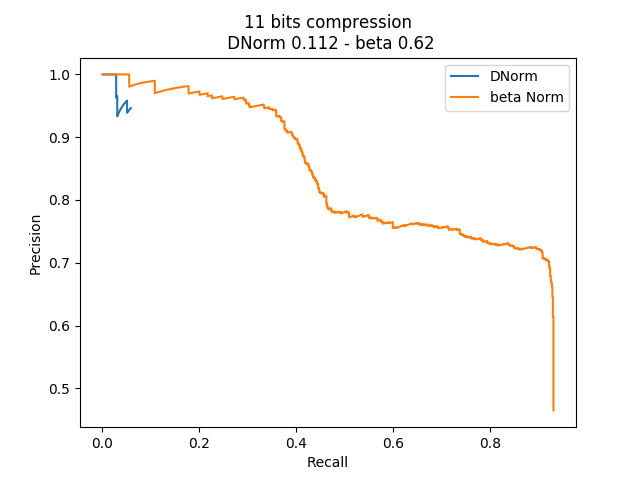 11 bits compression
DNorm 0.112 - beta 0.62
DNorm
beta Norm
1.0
0.9
0.8
0.7
0.6
0.5
Precision
0.0 0.2 0.4 0.6 0.8
Recall